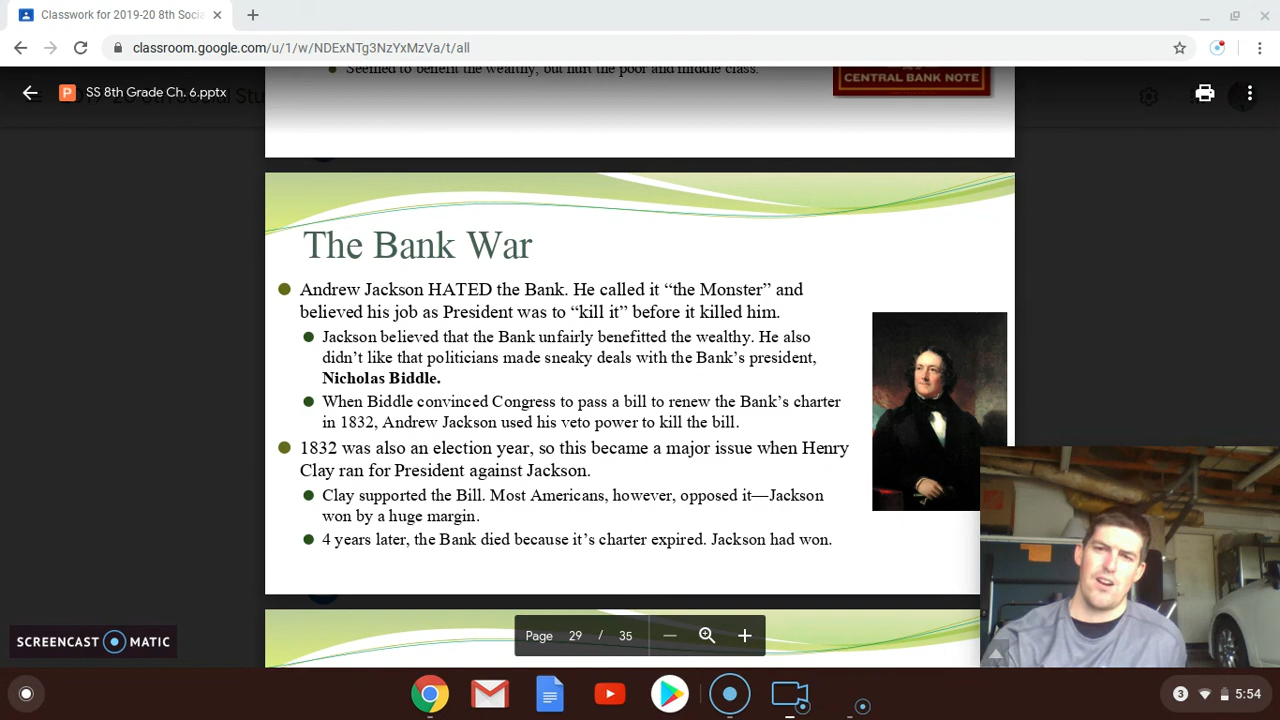 Classwork for 2019-20 8th Socia
classroom.google.com/u/1/w/NDExNTg3NzYxMzVa/t/all
Seemed to benefit the wealthy, but hurt the poor and middle class.
CENTRAL BANK NOTE
SS 8th Grade Ch. 6.pptx
The Bank War
Andrew Jackson HATED the Bank. He called it “the Monster” and
believed his job as President was to “kill it” before it killed him.
Jackson believed that the Bank unfairly benefitted the wealthy. He also
didn’t like that politicians made sneaky deals with the Bank’s president,
Nicholas Biddle.
When Biddle convinced Congress to pass a bill to renew the Bank’s charter
in 1832, Andrew Jackson used his veto power to kill the bill.
1832 was also an election year, so this became a major issue when Henry
Clay ran for President against Jackson.
Clay supported the Bill. Most Americans, however, opposed it—Jackson
won by a huge margin.
4 years later, the Bank died because it’s charter expired. Jackson had won.
SCREENCAST MATIC
Page 29 / 35
3 5:54